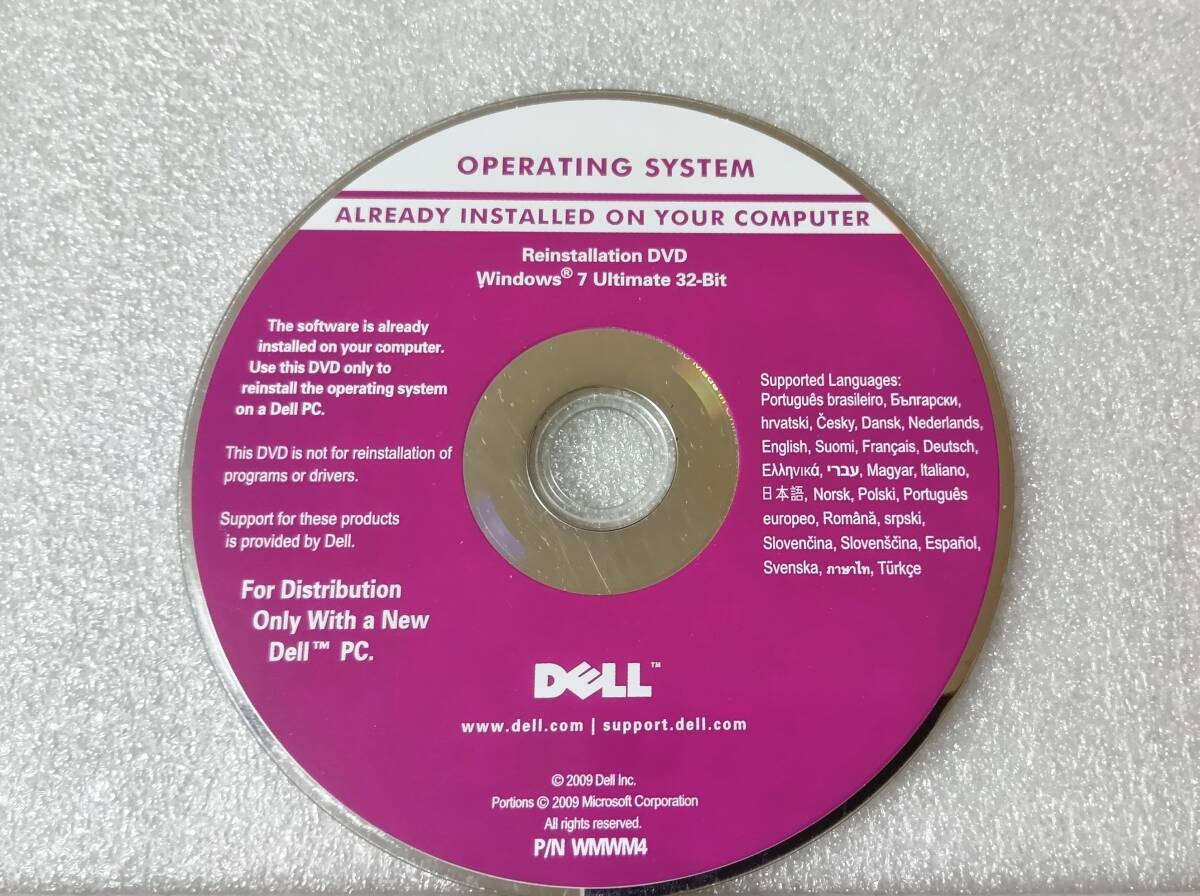 OPERATING SYSTEM
ALREADY INSTALLED ON YOUR COMPUTER
Reinstallation DVD
Windows® 7 Ultimate 32-Bit
The software is already
installed on your computer.
Use this DVD only to
reinstall the operating system
on a Dell PC.
This DVD is not for reinstallation of
programs or drivers.
Support for these products
is provided by Dell.
For Distribution
Only With a New
Dell™ PC.
Made in
Supported Languages:
Português brasileiro, Български,
hrvatski, Česky, Dansk, Nederlands,
English, Suomi, Français, Deutsch,
Ελληνικά, עברי, Magyar, Italiano,
日本語, Norsk, Polski, Português
europeo, Română, srpski,
Slovenčina, Slovenščina, Español,
Svenska, ภาษาไทย, Türkçe
DELL™
www.dell.com | support.dell.com
© 2009 Dell Inc.
Portions © 2009 Microsoft Corporation
All rights reserved.
P/N WMWM4